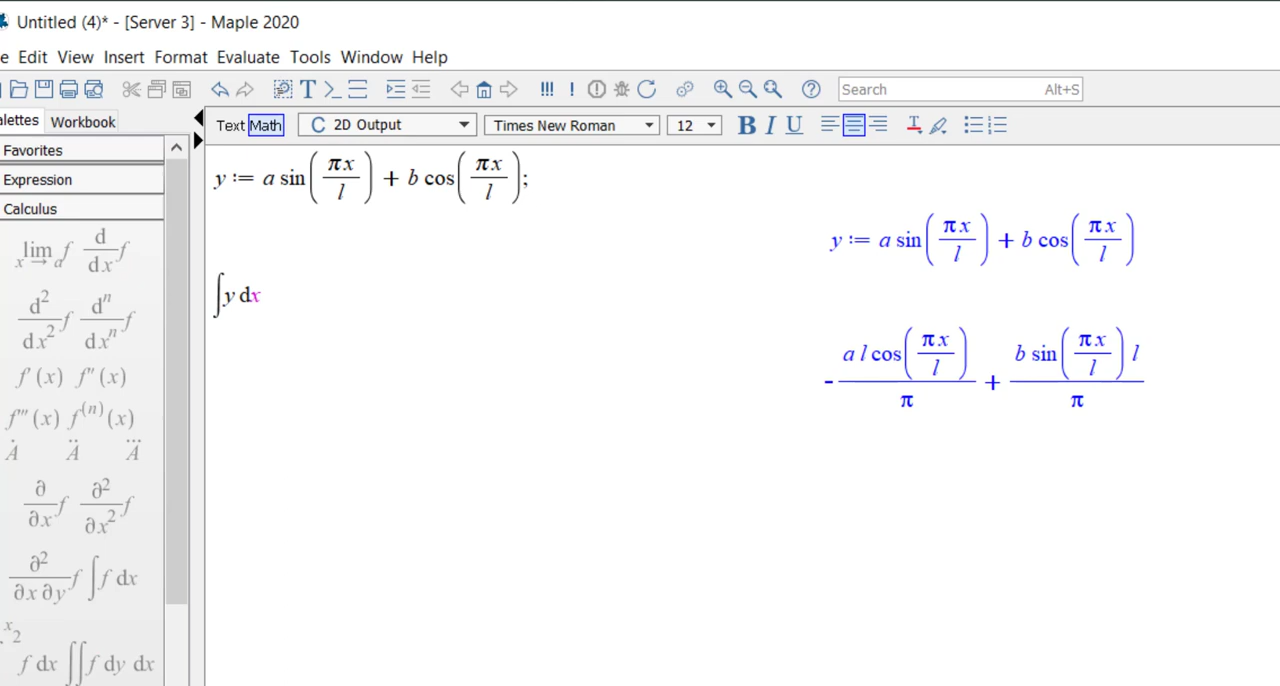 Untitled (4)* - [Server 3] - Maple 2020
e Edit View Insert Format Evaluate Tools Window Help
Search Alt+S
alettes Workbook
Text Math C 2D Output Times New Roman 12 B I U
Favorites
Expression
Calculus
y := a sin(πx/l) + b cos(πx/l);
y := a sin(πx/l) + b cos(πx/l)
∫y dx
-a l cos(πx/l)/π + b sin(πx/l) l/π
lim x→a f d/dx f
d²/dx² f dⁿ/dxⁿ f
f'(x) f''(x)
f'''(x) f⁽ⁿ⁾(x)
Ȧ Ä A⃛
∂/∂x f ∂²/∂x² f
∂²/∂x∂y f ∫f dx
x₂
f dx ∬f dy dx